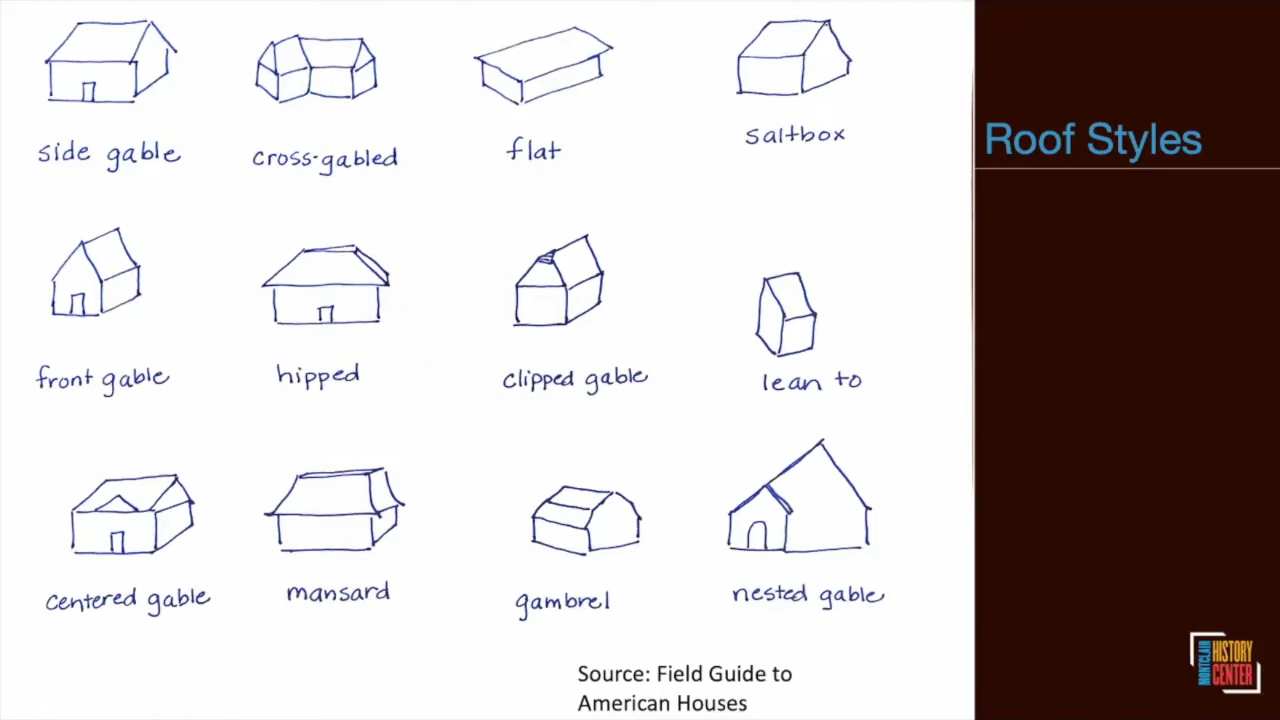 Roof Styles
side gable
cross-gabled
flat
saltbox
front gable
hipped
clipped gable
lean to
centered gable
mansard
gambrel
nested gable
Source: Field Guide to
American Houses
MONTCLAIR
HISTORY
CENTER